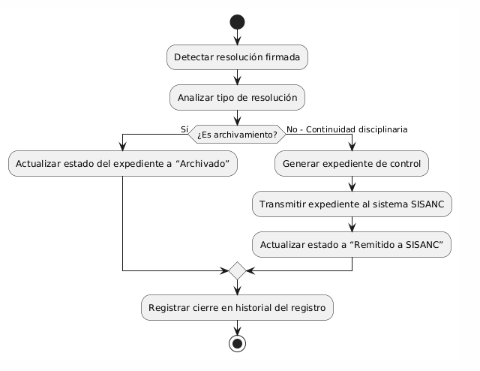 Detectar resolución firmada
Analizar tipo de resolución
Sí
¿Es archivamiento?
No - Continuidad disciplinaria
Actualizar estado del expediente a “Archivado”
Generar expediente de control
Transmitir expediente al sistema SISANC
Actualizar estado a “Remitido a SISANC”
Registrar cierre en historial del registro